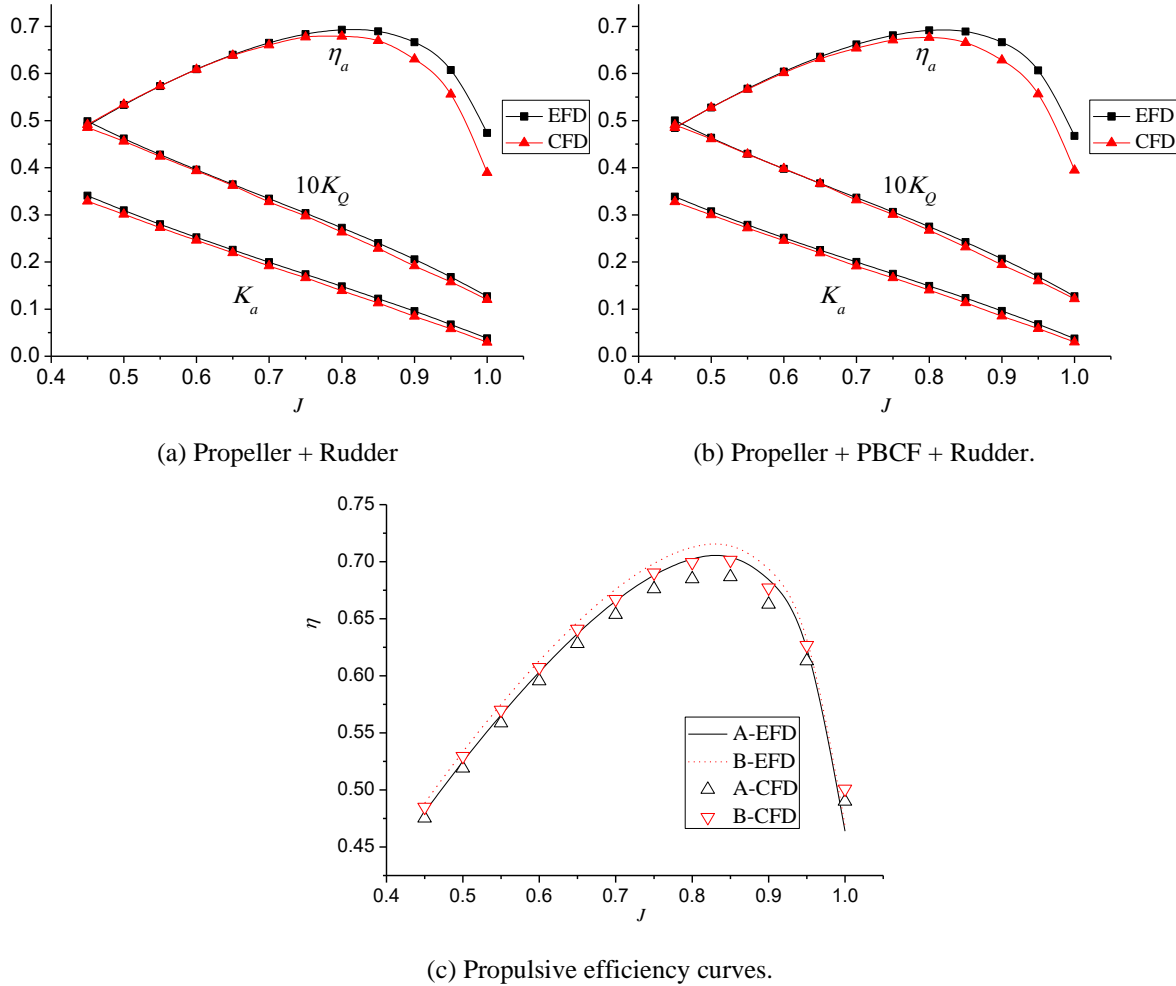 0.7
0.6
0.5
0.4
0.3
0.2
0.1
0.0
η_a
10K_Q
K_a
EFD
CFD
0.4 0.5 0.6 0.7 0.8 0.9 1.0
J
(a) Propeller + Rudder
0.7
0.6
0.5
0.4
0.3
0.2
0.1
0.0
η_a
10K_Q
K_a
EFD
CFD
0.4 0.5 0.6 0.7 0.8 0.9 1.0
J
(b) Propeller + PBCF + Rudder.
0.75
0.70
0.65
0.60
0.55
0.50
0.45
η
A-EFD
B-EFD
A-CFD
B-CFD
0.4 0.5 0.6 0.7 0.8 0.9 1.0
J
(c) Propulsive efficiency curves.